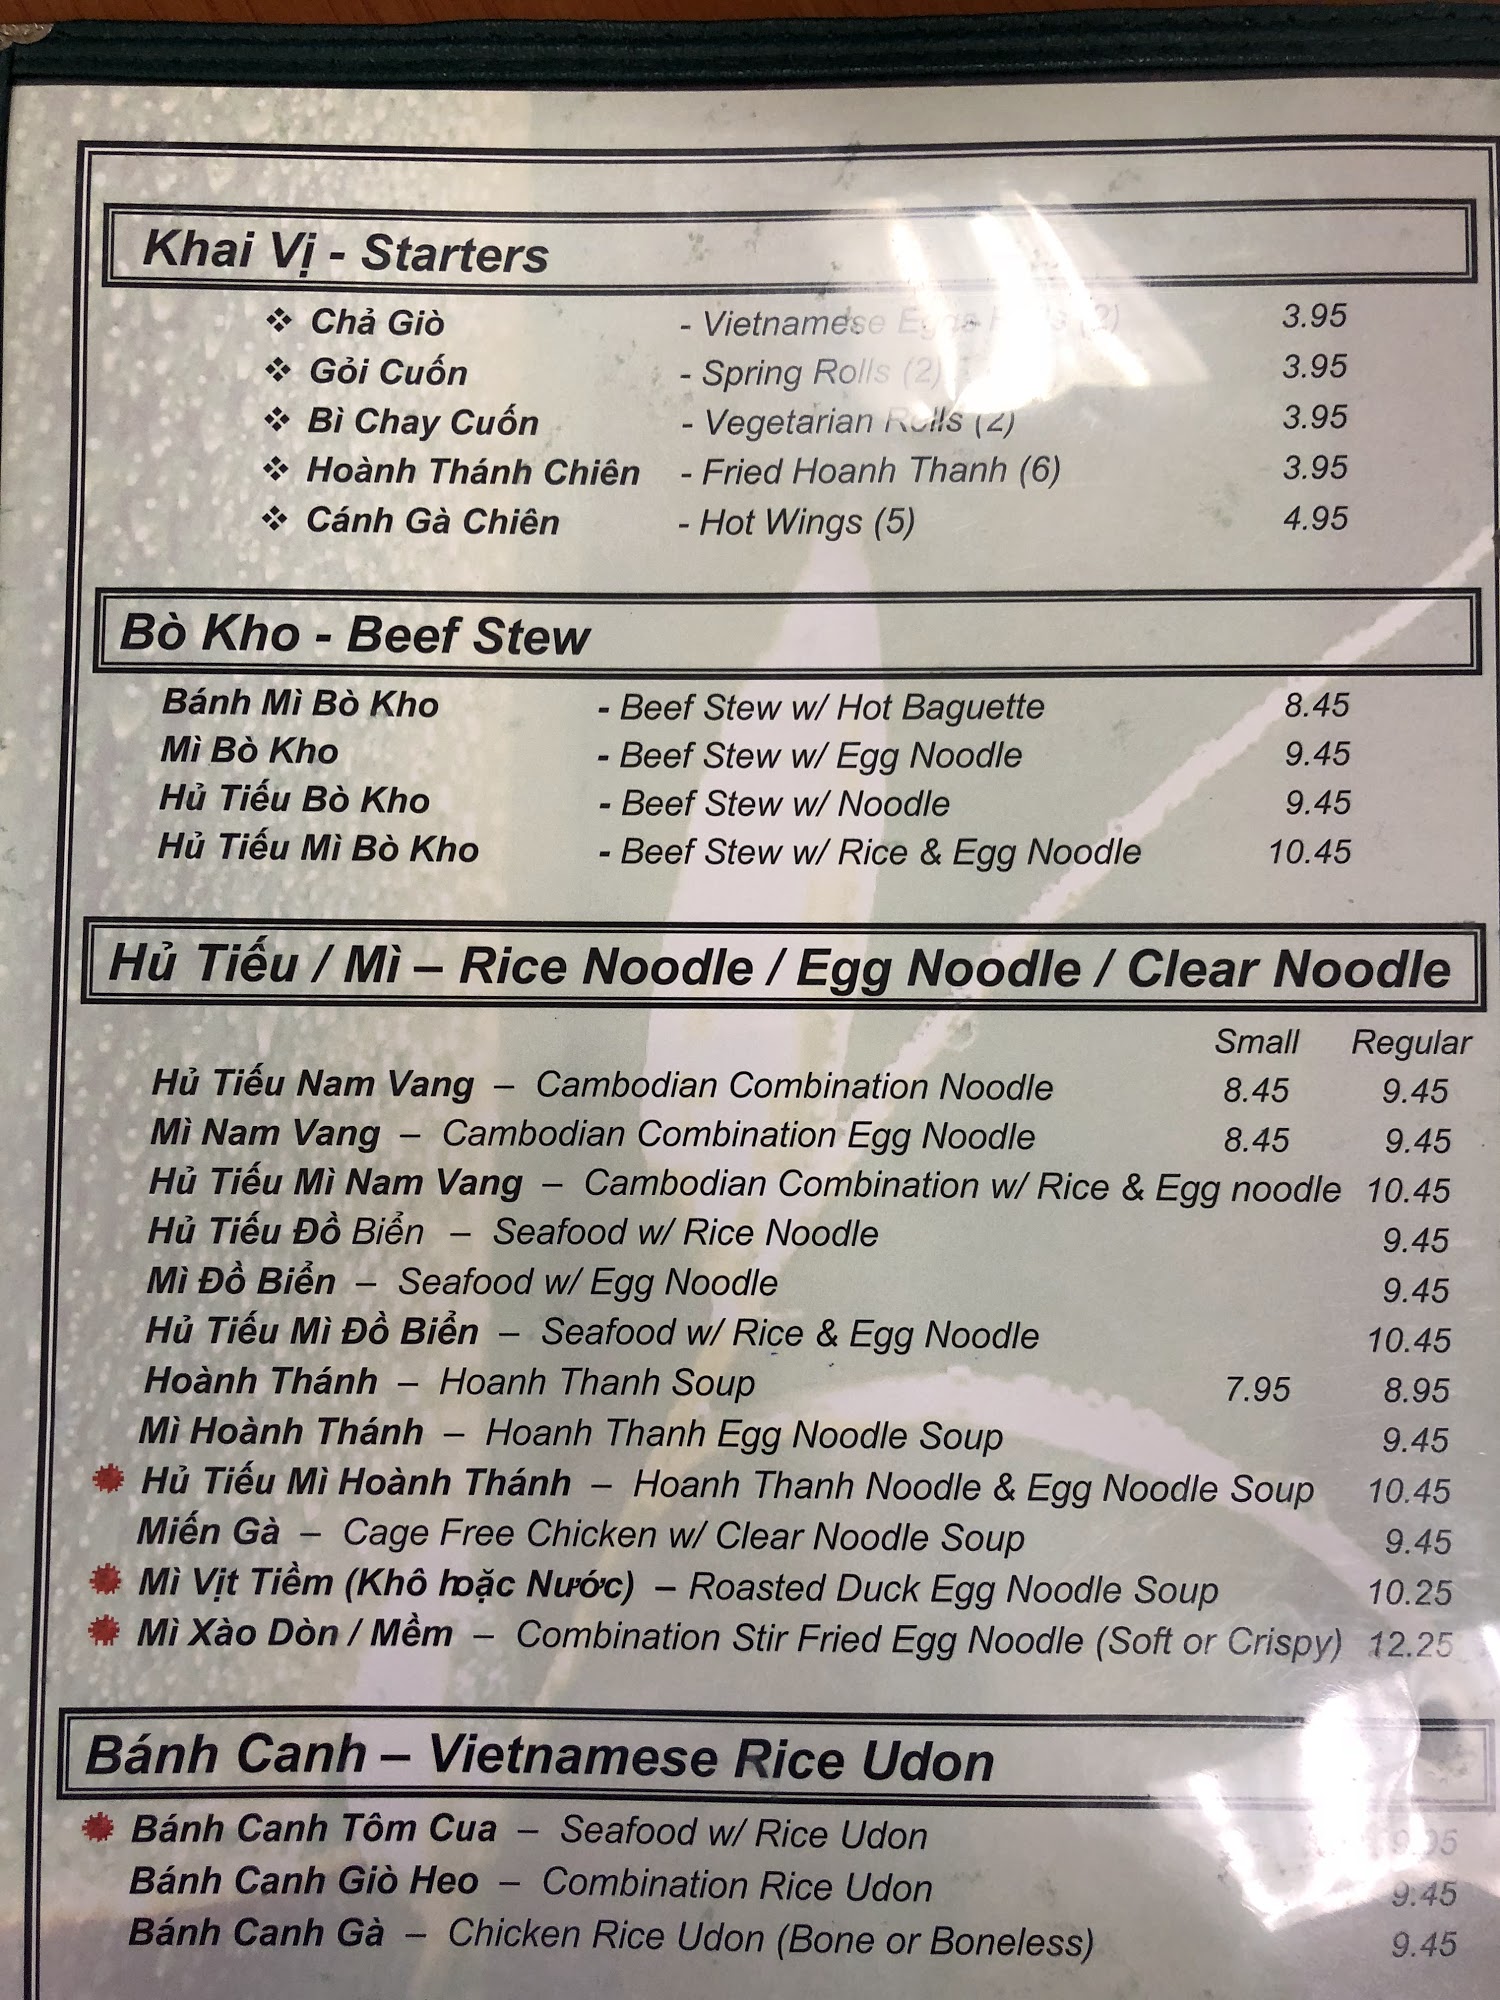 Khai Vị - Starters
❖ Chả Giò - Vietnamese Eggs Rolls (2) 3.95
❖ Gỏi Cuốn - Spring Rolls (2) 3.95
❖ Bì Chay Cuốn - Vegetarian Rolls (2) 3.95
❖ Hoành Thánh Chiên - Fried Hoanh Thanh (6) 3.95
❖ Cánh Gà Chiên - Hot Wings (5) 4.95
Bò Kho - Beef Stew
Bánh Mì Bò Kho - Beef Stew w/ Hot Baguette 8.45
Mì Bò Kho - Beef Stew w/ Egg Noodle 9.45
Hủ Tiếu Bò Kho - Beef Stew w/ Noodle 9.45
Hủ Tiếu Mì Bò Kho - Beef Stew w/ Rice & Egg Noodle 10.45
Hủ Tiếu / Mì – Rice Noodle / Egg Noodle / Clear Noodle
Small Regular
Hủ Tiếu Nam Vang – Cambodian Combination Noodle 8.45 9.45
Mì Nam Vang – Cambodian Combination Egg Noodle 8.45 9.45
Hủ Tiếu Mì Nam Vang – Cambodian Combination w/ Rice & Egg noodle 10.45
Hủ Tiếu Đồ Biển – Seafood w/ Rice Noodle 9.45
Mì Đồ Biển – Seafood w/ Egg Noodle 9.45
Hủ Tiếu Mì Đồ Biển – Seafood w/ Rice & Egg Noodle 10.45
Hoành Thánh – Hoanh Thanh Soup 7.95 8.95
Mì Hoành Thánh – Hoanh Thanh Egg Noodle Soup 9.45
Hủ Tiếu Mì Hoành Thánh – Hoanh Thanh Noodle & Egg Noodle Soup 10.45
Miến Gà – Cage Free Chicken w/ Clear Noodle Soup 9.45
Mì Vịt Tiềm (Khô hoặc Nước) – Roasted Duck Egg Noodle Soup 10.25
Mì Xào Dòn / Mềm – Combination Stir Fried Egg Noodle (Soft or Crispy) 12.25
Bánh Canh – Vietnamese Rice Udon
Bánh Canh Tôm Cua – Seafood w/ Rice Udon
Bánh Canh Giò Heo – Combination Rice Udon 9.45
Bánh Canh Gà – Chicken Rice Udon (Bone or Boneless) 9.45